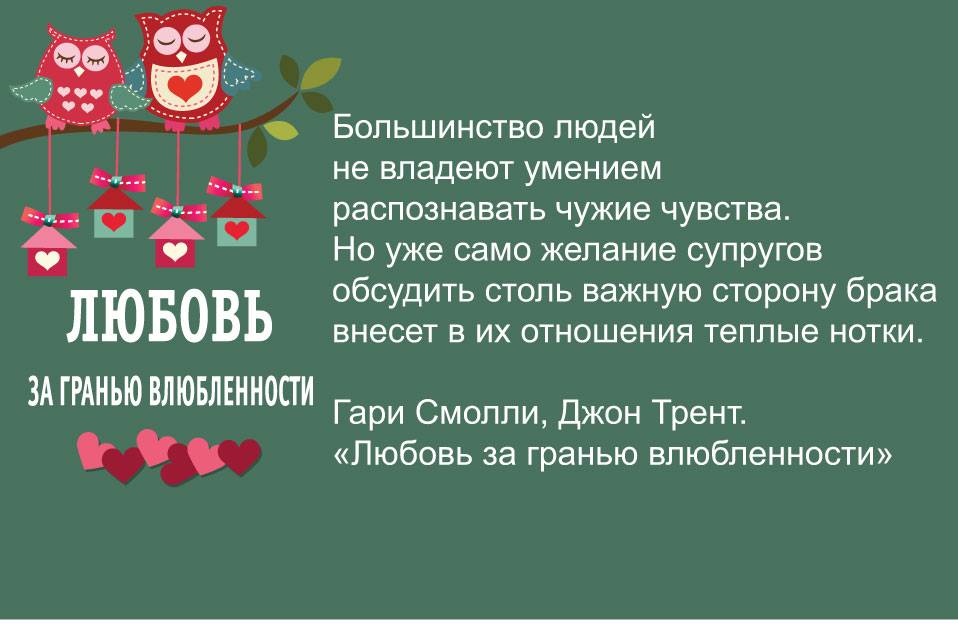 ЛЮБОВЬ
ЗА ГРАНЬЮ ВЛЮБЛЕННОСТИ
Большинство людей
не владеют умением
распознавать чужие чувства.
Но уже само желание супругов
обсудить столь важную сторону брака
внесет в их отношения теплые нотки.
Гари Смолли, Джон Трент.
«Любовь за гранью влюбленности»